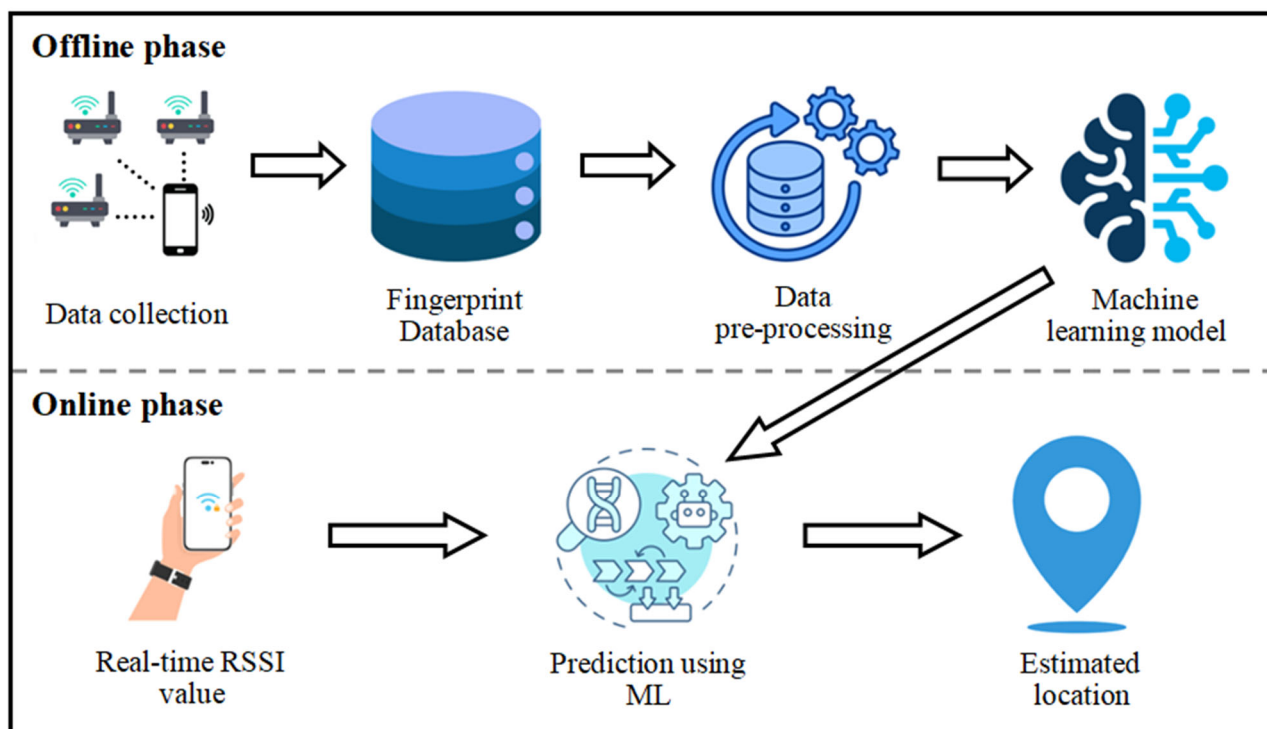 Offline phase
Data collection
Fingerprint
Database
Data
pre-processing
Machine
learning model
Online phase
Real-time RSSI
value
Prediction using
ML
Estimated
location